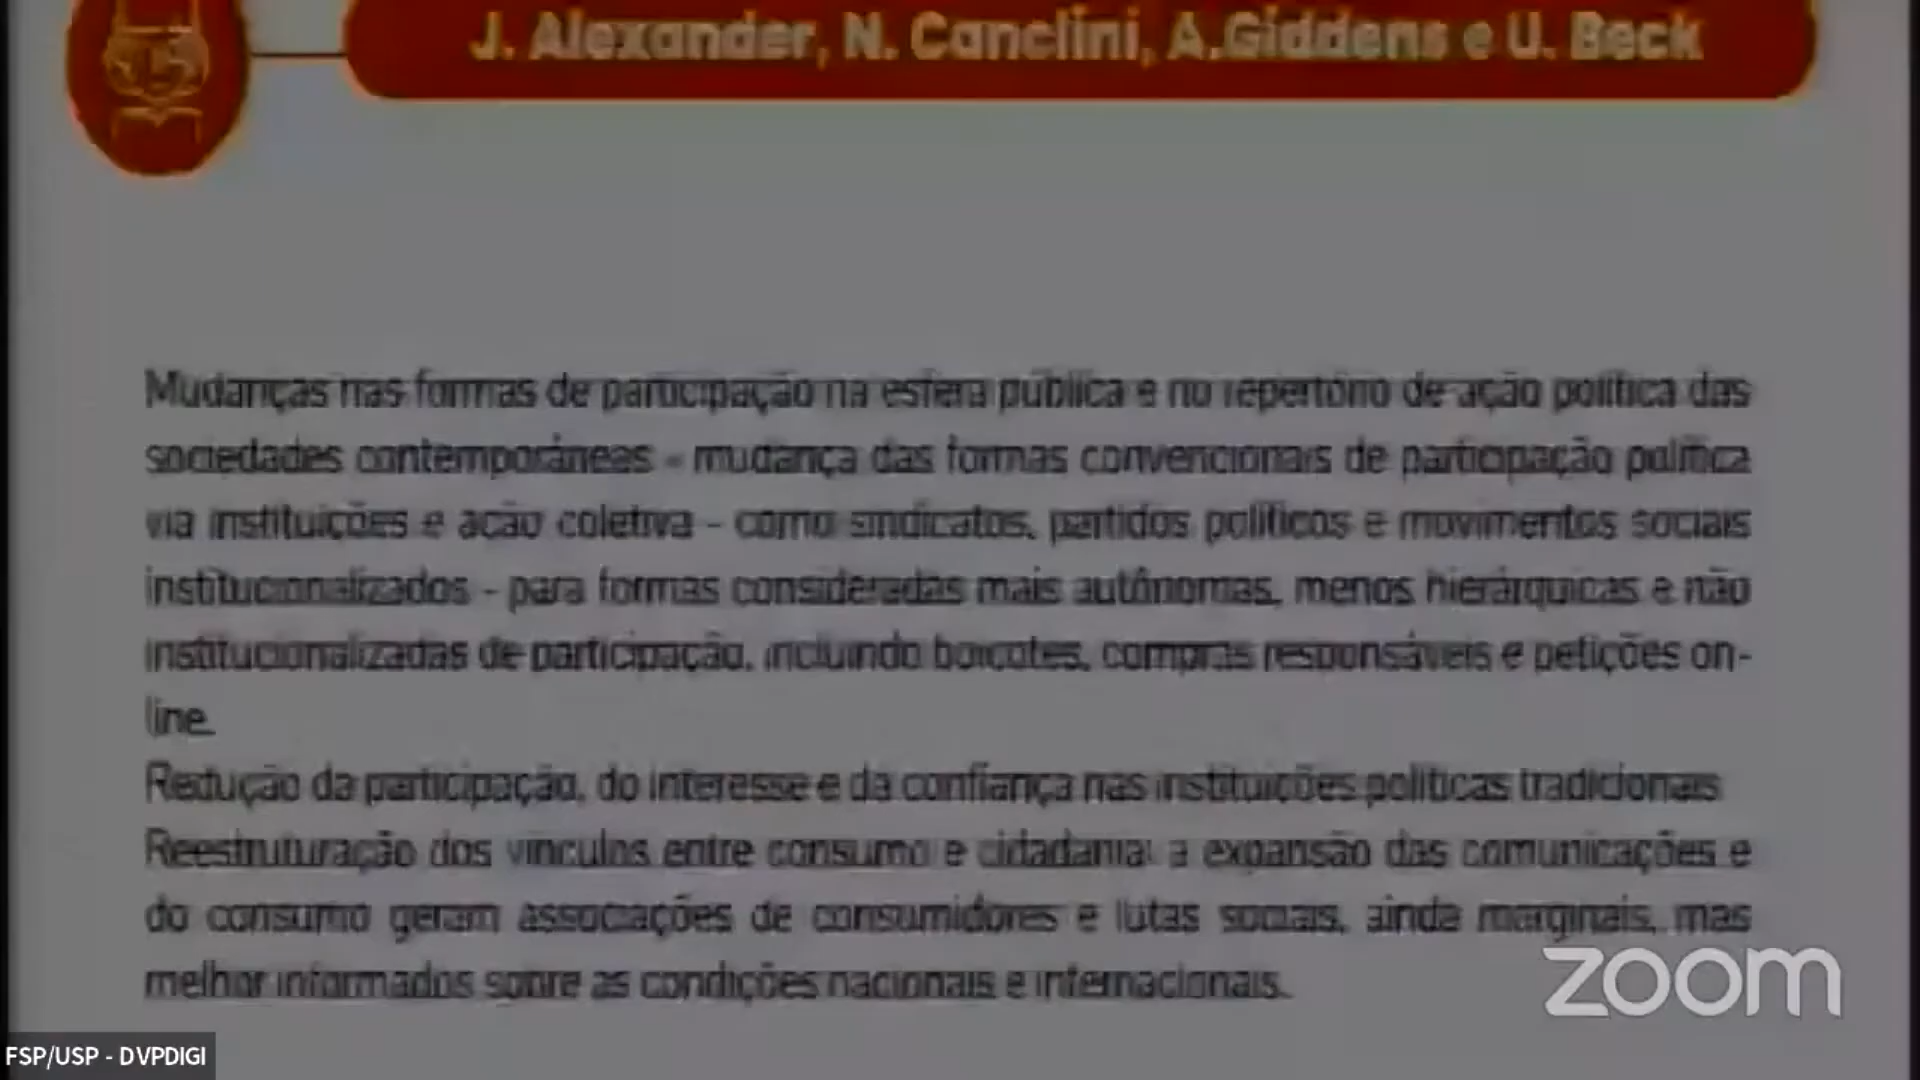 J. Alexander, N. Canclini, A.Giddens e U. Beck
Mudanças nas formas de participação na esfera pública e no repertório de ação política das
sociedades contemporâneas - mudança das formas convencionais de participação política
via instituições e ação coletiva - como sindicatos, partidos políticos e movimentos sociais
institucionalizados - para formas consideradas mais autônomas, menos hierárquicas e não
institucionalizadas de participação, incluindo boicotes, compras responsáveis e petições on-
line.
Redução da participação, do interesse e da confiança nas instituições políticas tradicionais
Reestruturação dos vínculos entre consumo e cidadania: a expansão das comunicações e
do consumo geram associações de consumidores e lutas sociais, ainda marginais, mas
melhor informados sobre as condições nacionais e internacionais.
zoom
FSP/USP - DVPDIGI